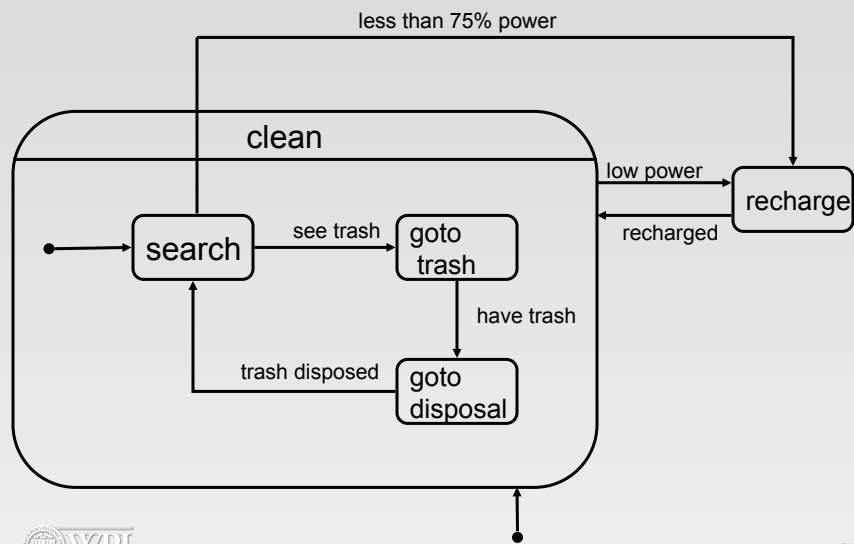 less than 75% power
clean
low power
recharge
recharged
search
see trash
goto
trash
have trash
trash disposed
goto
disposal
WPI